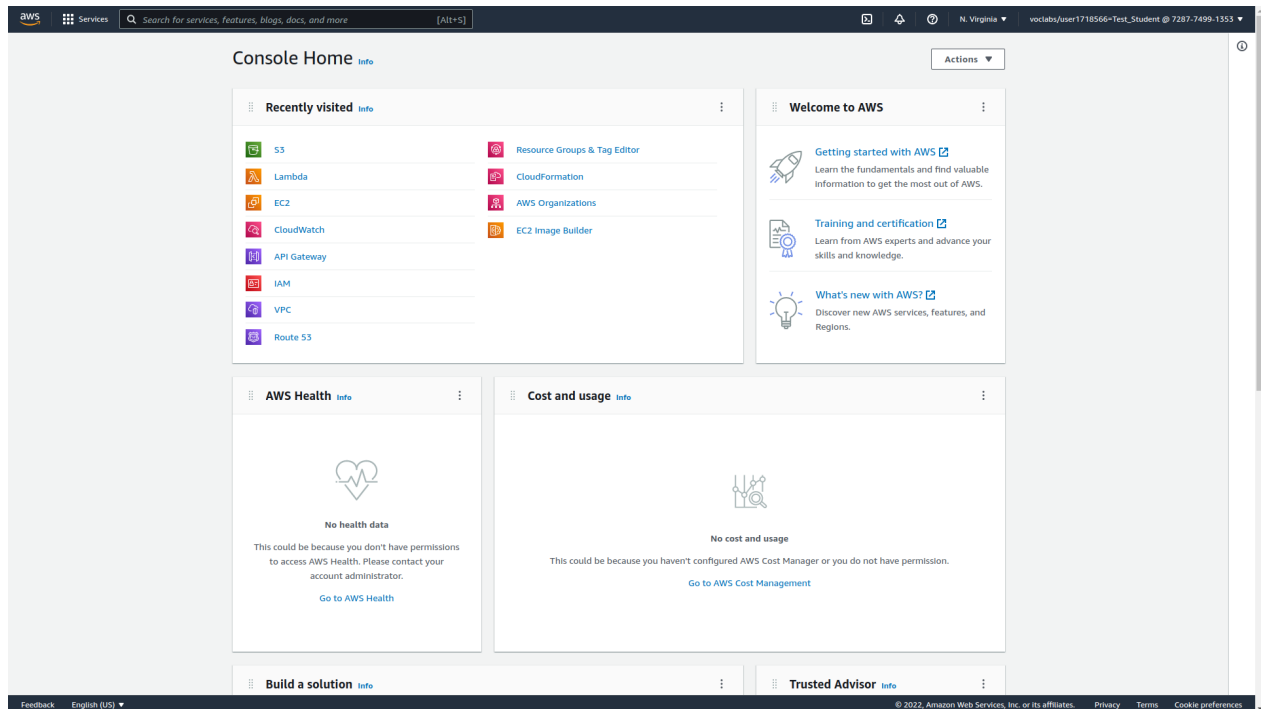 aws
Services
Search for services, features, blogs, docs, and more
[Alt+S]
N. Virginia ▼
voclabs/user1718566=Test_Student @ 7287-7499-1353 ▼
Console Home Info
Actions ▼
Recently visited Info
S3
Lambda
EC2
CloudWatch
API Gateway
IAM
VPC
Route 53
Resource Groups & Tag Editor
CloudFormation
AWS Organizations
EC2 Image Builder
Welcome to AWS
Getting started with AWS
Learn the fundamentals and find valuable
information to get the most out of AWS.
Training and certification
Learn from AWS experts and advance your
skills and knowledge.
What's new with AWS?
Discover new AWS services, features, and
Regions.
AWS Health Info
No health data
This could be because you don't have permissions
to access AWS Health. Please contact your
account administrator.
Go to AWS Health
Cost and usage Info
No cost and usage
This could be because you haven't configured AWS Cost Manager or you do not have permission.
Go to AWS Cost Management
Build a solution Info
Trusted Advisor Info
Feedback
English (US) ▼
© 2022, Amazon Web Services, Inc. or its affiliates.
Privacy
Terms
Cookie preferences